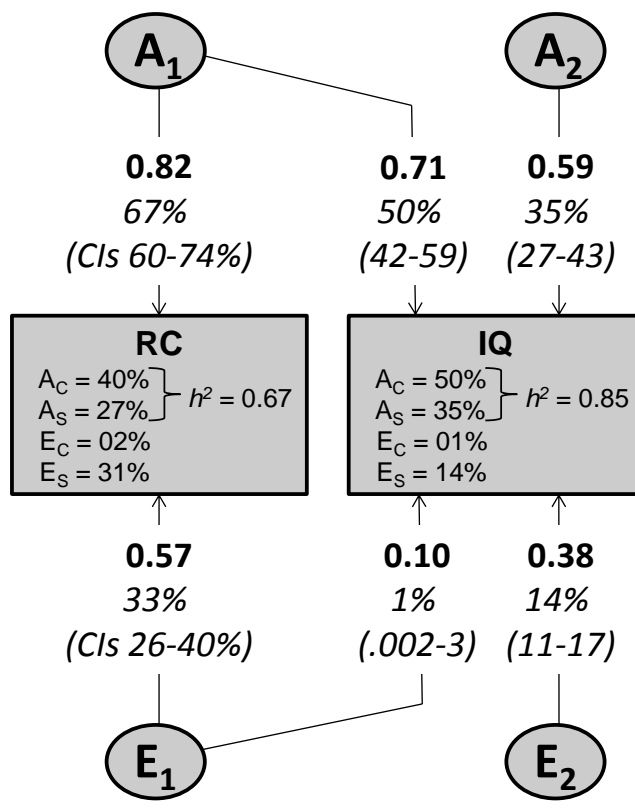 A1 A2
0.82 0.71 0.59
67% 50% 35%
(CIs 60-74%) (42-59) (27-43)
RC
AC = 40%
AS = 27%
h2 = 0.67
EC = 02%
ES = 31%
IQ
AC = 50%
AS = 35%
h2 = 0.85
EC = 01%
ES = 14%
0.57 0.10 0.38
33% 1% 14%
(CIs 26-40%) (.002-3) (11-17)
E1 E2